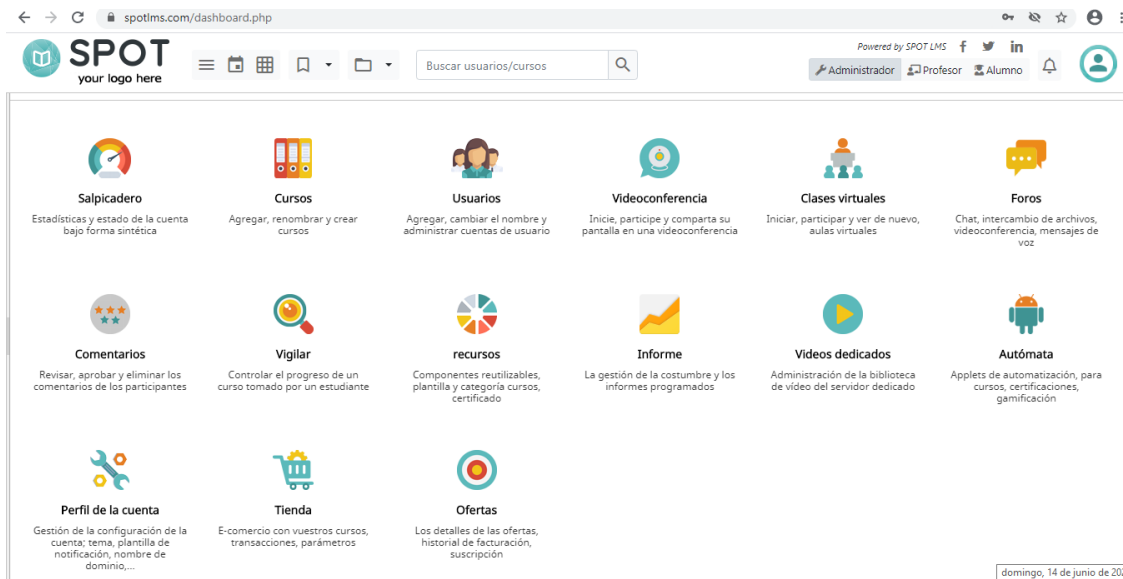 spotlms.com/dashboard.php
SPOT
your logo here
Buscar usuarios/cursos
Powered by SPOT LMS
Administrador Profesor Alumno
Salpicadero
Estadísticas y estado de la cuenta
bajo forma sintética
Cursos
Agregar, renombrar y crear
cursos
Usuarios
Agregar, cambiar el nombre y
administrar cuentas de usuario
Videoconferencia
Inicie, participe y comparta su
pantalla en una videoconferencia
Clases virtuales
Iniciar, participar y ver de nuevo,
aulas virtuales
Foros
Chat, intercambio de archivos,
videoconferencia, mensajes de
voz
Comentarios
Revisar, aprobar y eliminar los
comentarios de los participantes
Vigilar
Controlar el progreso de un
curso tomado por un estudiante
recursos
Componentes reutilizables,
plantilla y categoría cursos,
certificado
Informe
La gestión de la costumbre y los
informes programados
Videos dedicados
Administración de la biblioteca
de vídeo del servidor dedicado
Autómata
Applets de automatización, para
cursos, certificaciones,
gamificación
Perfil de la cuenta
Gestión de la configuración de la
cuenta; tema, plantilla de
notificación, nombre de
dominio,...
Tienda
E-comercio con vuestros cursos,
transacciones, parámetros
Ofertas
Los detalles de las ofertas,
historial de facturación,
suscripción
domingo, 14 de junio de